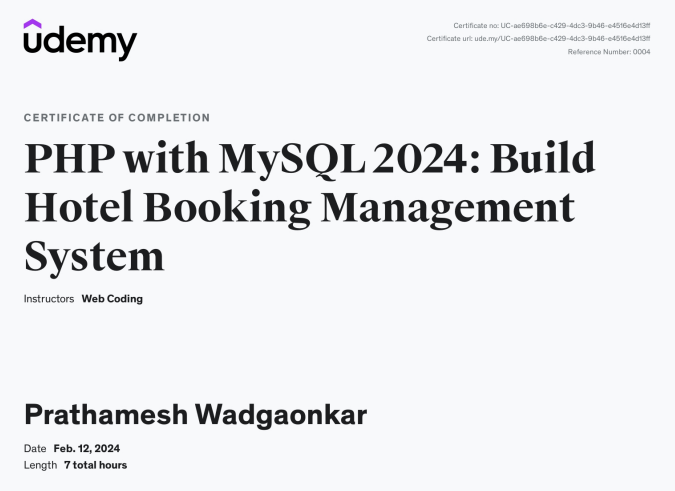 udemy
Certificate no: UC-ae698b6e-c429-4dc3-9b46-e4516e4d13ff
Certificate url: ude.my/UC-ae698b6e-c429-4dc3-9b46-e4516e4d13ff
Reference Number: 0004
CERTIFICATE OF COMPLETION
PHP with MySQL 2024: Build
Hotel Booking Management
System
Instructors Web Coding
Prathamesh Wadgaonkar
Date Feb. 12, 2024
Length 7 total hours